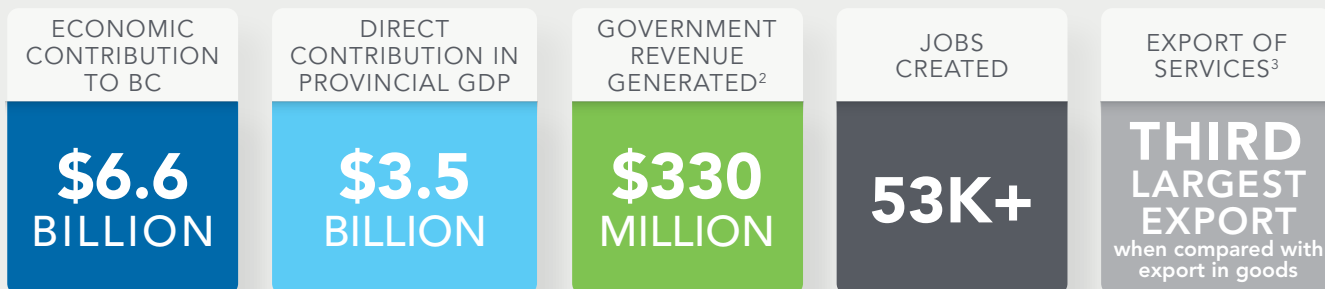 ECONOMIC
CONTRIBUTION
TO BC
$6.6
BILLION
DIRECT
CONTRIBUTION IN
PROVINCIAL GDP
$3.5
BILLION
GOVERNMENT
REVENUE
GENERATED²
$330
MILLION
JOBS
CREATED
53K+
EXPORT OF
SERVICES³
THIRD
LARGEST
EXPORT
when compared with
export in goods